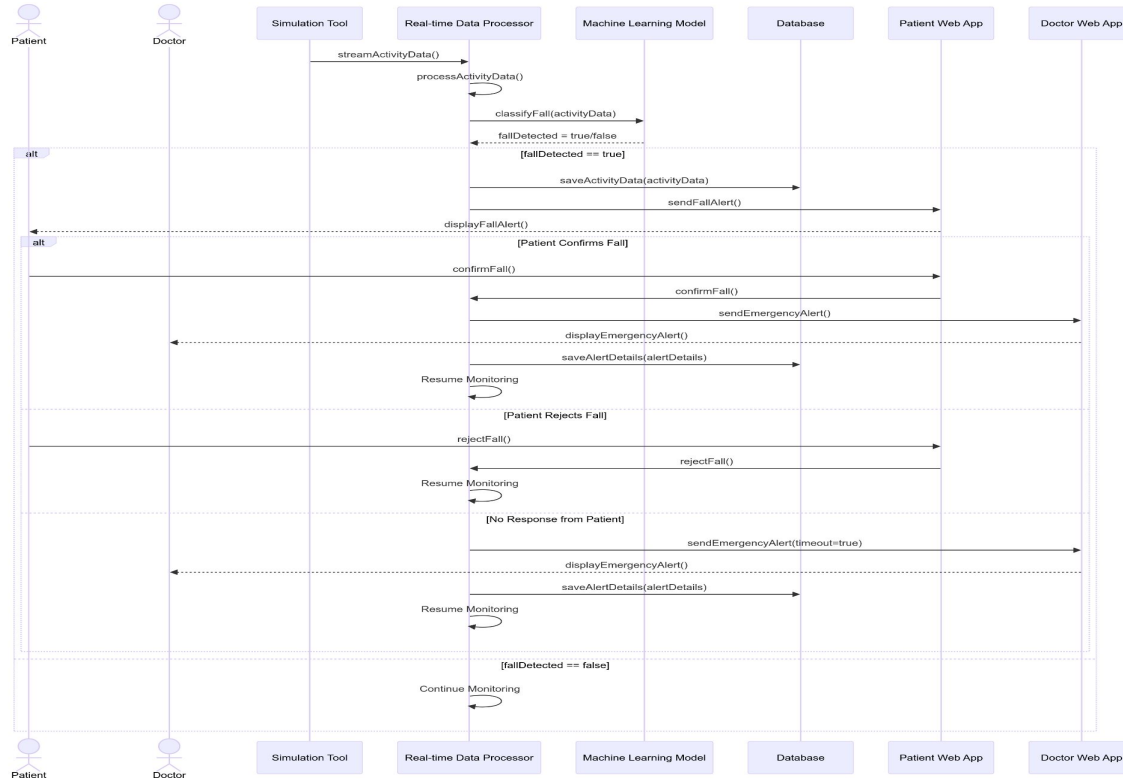 Patient
Doctor
Simulation Tool
Real-time Data Processor
Machine Learning Model
Database
Patient Web App
Doctor Web App
streamActivityData()
processActivityData()
classifyFall(activityData)
fallDetected = true/false
alt
[fallDetected == true]
saveActivityData(activityData)
sendFallAlert()
displayFallAlert()
alt
[Patient Confirms Fall]
confirmFall()
confirmFall()
sendEmergencyAlert()
displayEmergencyAlert()
saveAlertDetails(alertDetails)
Resume Monitoring
[Patient Rejects Fall]
rejectFall()
rejectFall()
Resume Monitoring
[No Response from Patient]
sendEmergencyAlert(timeout=true)
displayEmergencyAlert()
saveAlertDetails(alertDetails)
Resume Monitoring
[fallDetected == false]
Continue Monitoring
Patient
Doctor
Simulation Tool
Real-time Data Processor
Machine Learning Model
Database
Patient Web App
Doctor Web App